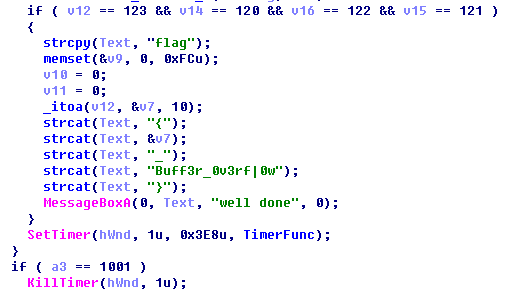 if ( v12 == 123 && v14 == 120 && v16 == 122 && v15 == 121 )
{
strcpy(Text, "flag");
memset(&v9, 0, 0xFCu);
v10 = 0;
v11 = 0;
_itoa(v12, &v7, 10);
strcat(Text, "{");
strcat(Text, &v7);
strcat(Text, "_");
strcat(Text, "Buff3r_0v3rf|0w");
strcat(Text, "}");
MessageBoxA(0, Text, "well done", 0);
}
SetTimer(hWnd, 1u, 0x3E8u, TimerFunc);
}
if ( a3 == 1001 )
KillTimer(hWnd, 1u);